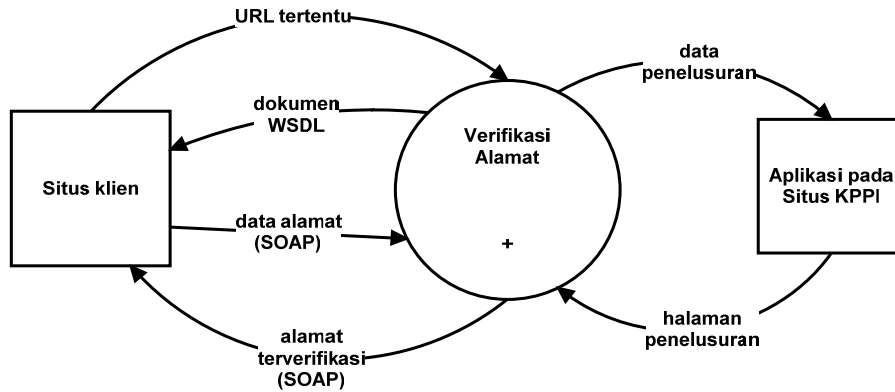 URL tertentu
data
penelusuran
dokumen
WSDL
Verifikasi
Alamat
Situs klien
Aplikasi pada
Situs KPPI
data alamat
(SOAP)
+
alamat
terverifikasi
(SOAP)
halaman
penelusuran